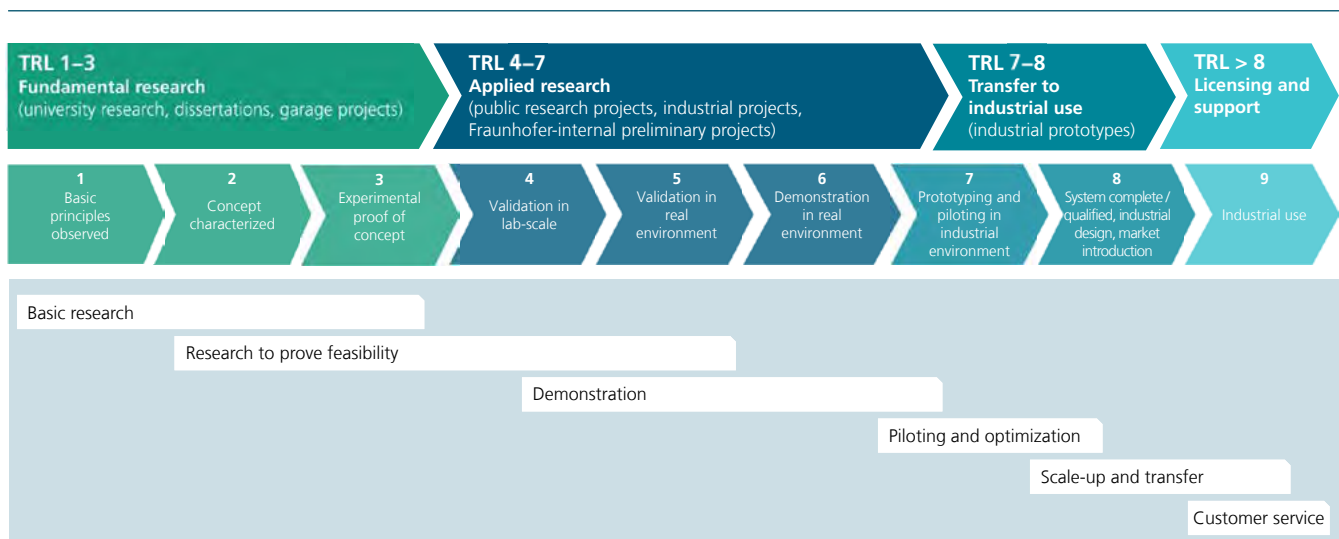 TRL 1–3
Fundamental research
(university research, dissertations, garage projects)
TRL 4–7
Applied research
(public research projects, industrial projects,
Fraunhofer-internal preliminary projects)
TRL 7–8
Transfer to
industrial use
(industrial prototypes)
TRL > 8
Licensing and
support
1
Basic
principles
observed
2
Concept
characterized
3
Experimental
proof of
concept
4
Validation in
lab-scale
5
Validation in
real
environment
6
Demonstration
in real
environment
7
Prototyping and
piloting in
industrial
environment
8
System complete /
qualified, industrial
design, market
introduction
9
Industrial use
Basic research
Research to prove feasibility
Demonstration
Piloting and optimization
Scale-up and transfer
Customer service